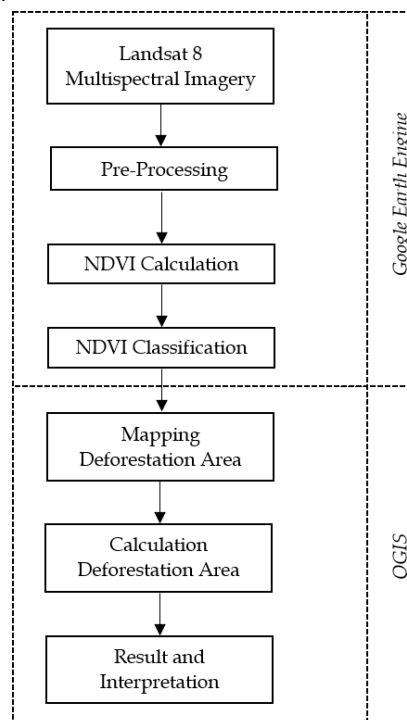 Landsat 8
Multispectral Imagery
Pre-Processing
NDVI Calculation
NDVI Classification
Google Earth Engine
Mapping
Deforestation Area
Calculation
Deforestation Area
Result and
Interpretation
QGIS